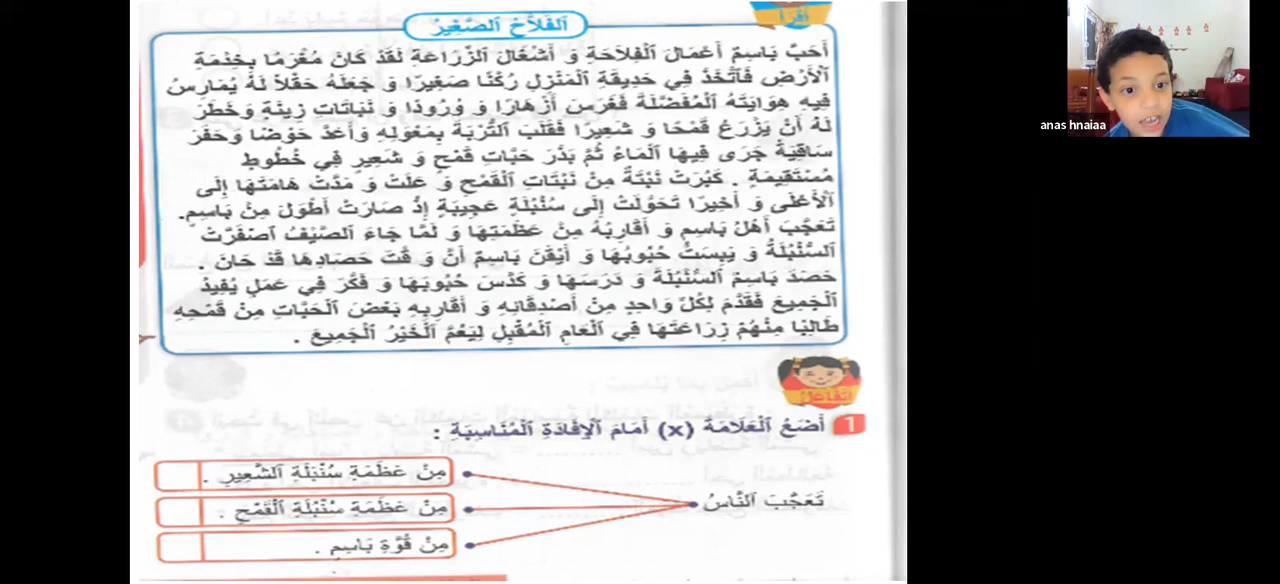 اَلْفَلَّاحُ اَلصَّغِيرُ
أَقْرَأُ
أَحَبَّ بَاسِمٌ أَعْمَالَ اَلْفِلَاحَةِ وَ أَشْغَالَ اَلزِّرَاعَةِ لَقَدْ كَانَ مُغْرَمًا بِخِدْمَةِ
اَلْأَرْضِ فَاَتَّخَذَ فِي حَدِيقَةِ اَلْمَنْزِلِ رُكْنًا صَغِيرًا وَ جَعَلَهُ حَقْلًا لَهُ يُمَارِسُ
فِيهِ هِوَايَتَهُ اَلْمُفَضَّلَةَ فَغَرَسَ أَزْهَارًا وَ وُرُودًا وَ نَبَاتَاتِ زِينَةٍ وَ خَطَرَ
لَهُ أَنْ يَزْرَعَ قَمْحًا وَ شَعِيرًا فَقَلَبَ اَلتُّرْبَةَ بِمِعْوَلِهِ وَ أَعَدَّ حَوْضًا وَ حَفَرَ
سَاقِيَةً جَرَى فِيهَا اَلْمَاءُ ثُمَّ بَذَرَ حَبَّاتِ قَمْحٍ وَ شَعِيرٍ فِي خُطُوطٍ
مُسْتَقِيمَةٍ . كَبُرَتْ نَبْتَةٌ مِنْ نَبْتَاتِ اَلْقَمْحِ وَ عَلَتْ وَ مَدَّتْ هَامَتَهَا إِلَى
اَلْأَعْلَى وَ أَخِيرًا تَحَوَّلَتْ إِلَى سُنْبُلَةٍ عَجِيبَةٍ إِذْ صَارَتْ أَطْوَلَ مِنْ بَاسِمٍ.
تَعَجَّبَ أَهْلُ بَاسِمٍ وَ أَقَارِبُهُ مِنْ عَظَمَتِهَا وَ لَمَّا جَاءَ اَلصَّيْفُ اَصْفَرَّتْ
اَلسُّنْبُلَةُ وَ يَبِسَتْ حُبُوبُهَا وَ أَيْقَنَ بَاسِمٌ أَنَّ وَ قْتَ حَصَادِهَا قَدْ حَانَ .
حَصَدَ بَاسِمٌ اَلسُّنْبُلَةَ وَ دَرَسَهَا وَ كَدَّسَ حُبُوبَهَا وَ فَكَّرَ فِي عَمَلٍ يُفِيدُ
اَلْجَمِيعَ فَقَدَّمَ لِكُلِّ وَاحِدٍ مِنْ أَصْدِقَائِهِ وَ أَقَارِبِهِ بَعْضَ اَلْحَبَّاتِ مِنْ قَمْحِهِ
طَالِبًا مِنْهُمْ زِرَاعَتَهَا فِي اَلْعَامِ اَلْمُقْبِلِ لِيَعُمَّ اَلْخَيْرُ اَلْجَمِيعَ .
أَتَفَاعَلُ
1 أَضَعُ اَلْعَلَامَةَ (x) أَمَامَ اَلْإِفَادَةِ اَلْمُنَاسِبَةِ :
مِنْ عَظَمَةِ سُنْبُلَةِ اَلشَّعِيرِ .
تَعَجَّبَ اَلنَّاسُ
مِنْ عَظَمَةِ سُنْبُلَةِ اَلْقَمْحِ .
مِنْ قُوَّةِ بَاسِمٍ .
anas hnaiaa